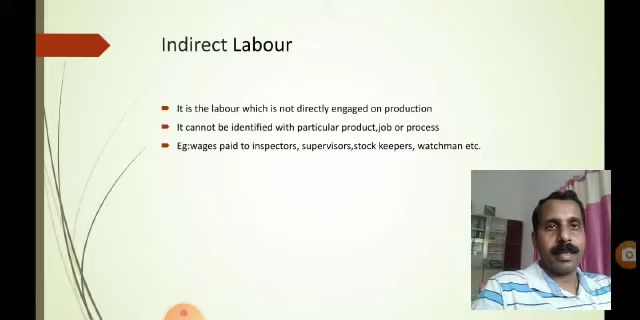 Indirect Labour
It is the labour which is not directly engaged on production
It cannot be identified with particular product,job or process
Eg:wages paid to inspectors, supervisors,stock keepers, watchman etc.